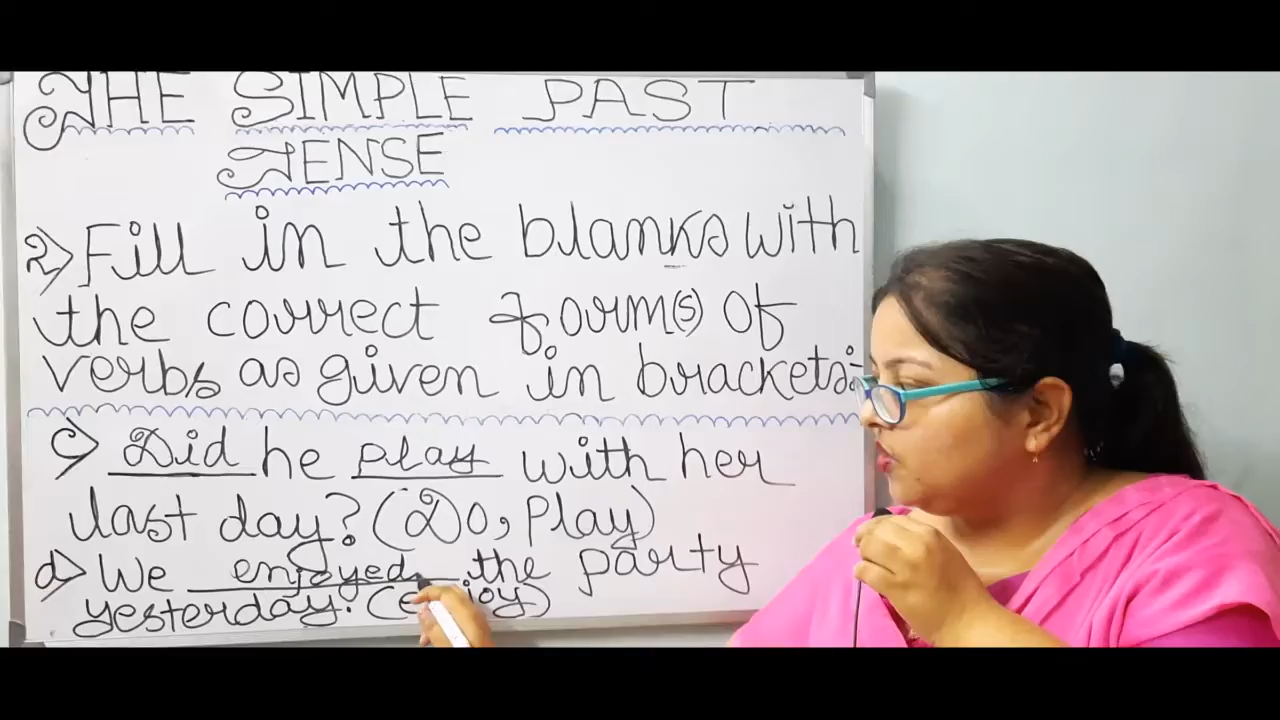 THE SIMPLE PAST
TENSE
2> Fill in the blanks with
the correct form(s) of
verbs as given in brackets:
c> Did he play with her
last day? (Do, Play)
d> We enjoyed the party
yesterday. (